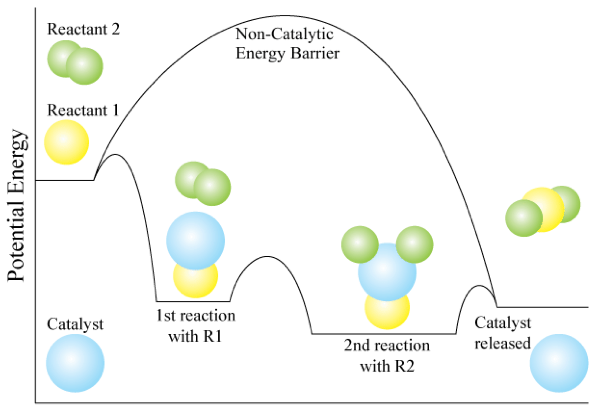 Reactant 2
Non-Catalytic
Energy Barrier
Reactant 1
Potential Energy
1st reaction
with R1
2nd reaction
with R2
Catalyst
released
Catalyst